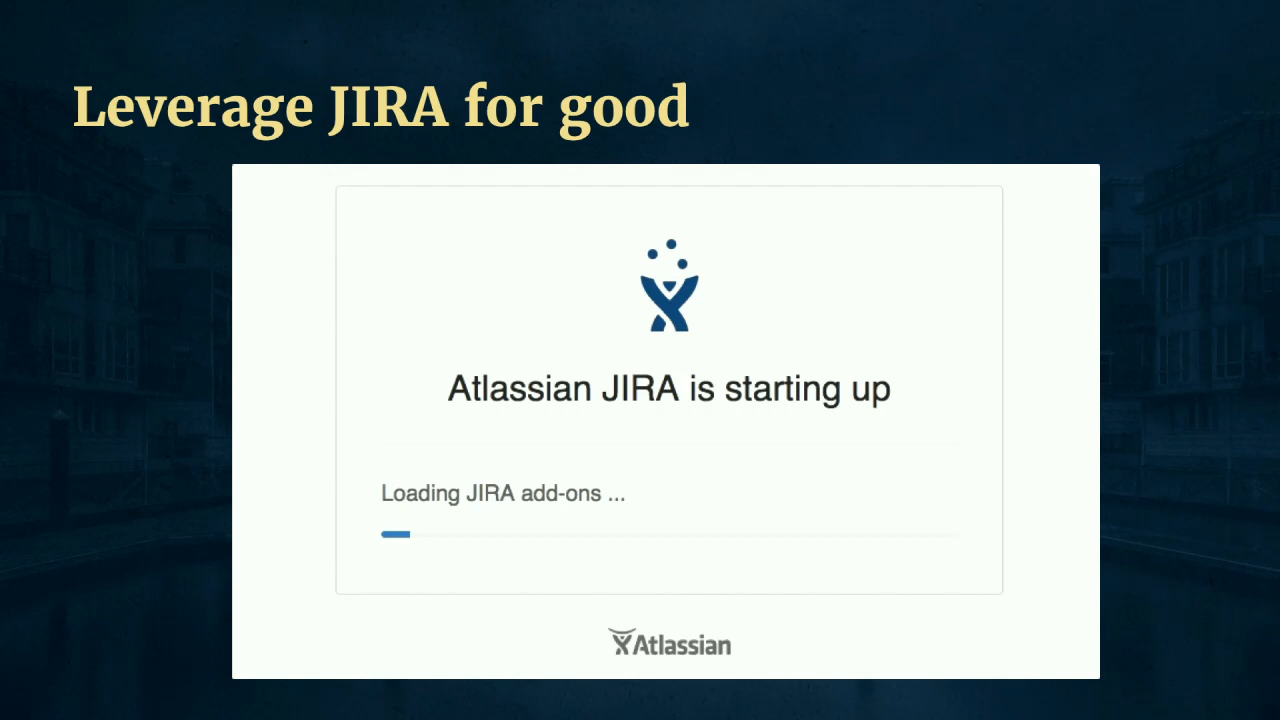 Leverage JIRA for good
Atlassian JIRA is starting up
Loading JIRA add-ons ...
Atlassian